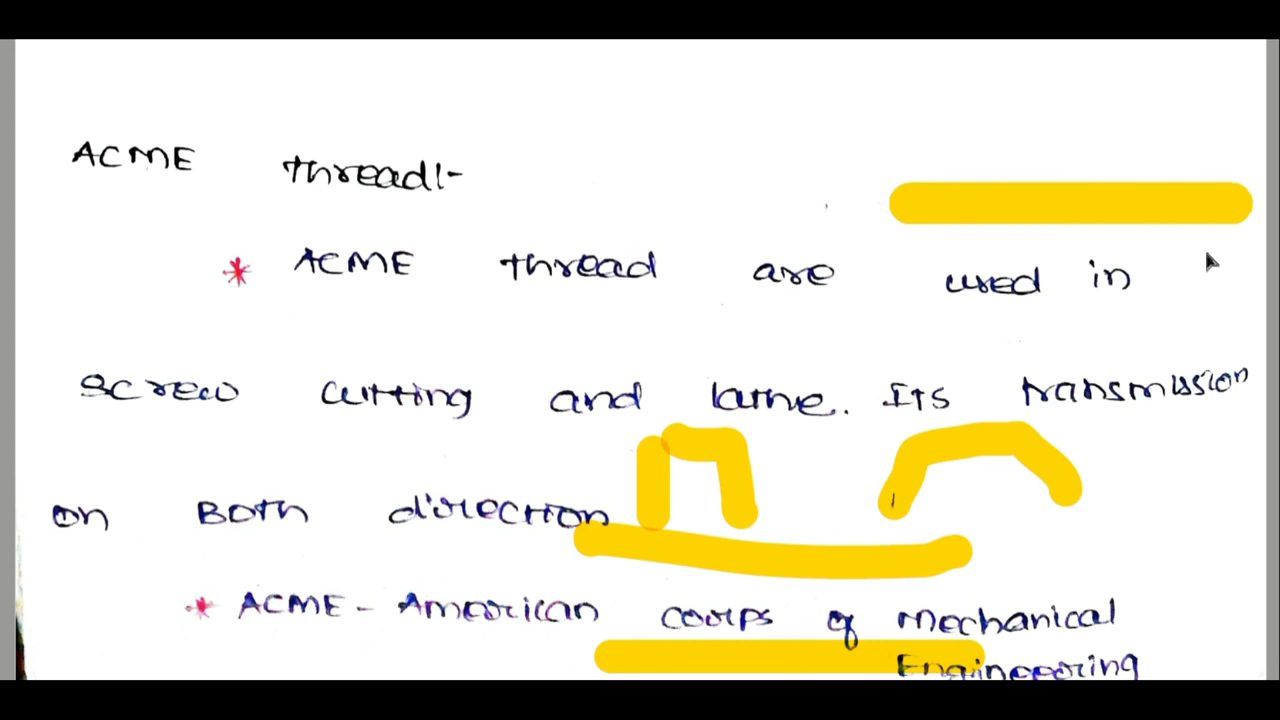 ACME thread:-
* ACME thread are used in
screw cutting and lathe. Its transmission
on Both direction
* ACME - American corps of Mechanical
Engineering